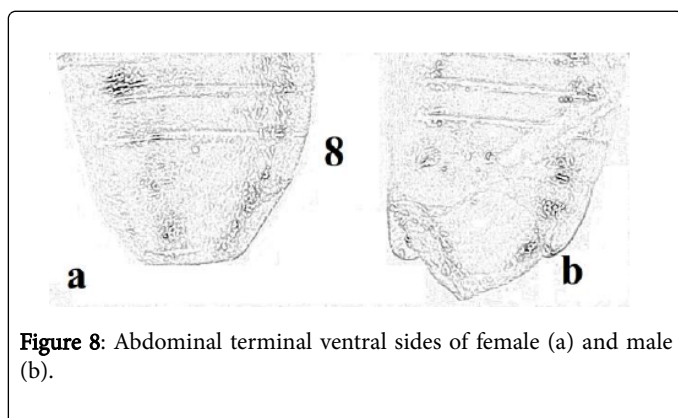 8
a
b
Figure 8: Abdominal terminal ventral sides of female (a) and male
(b).